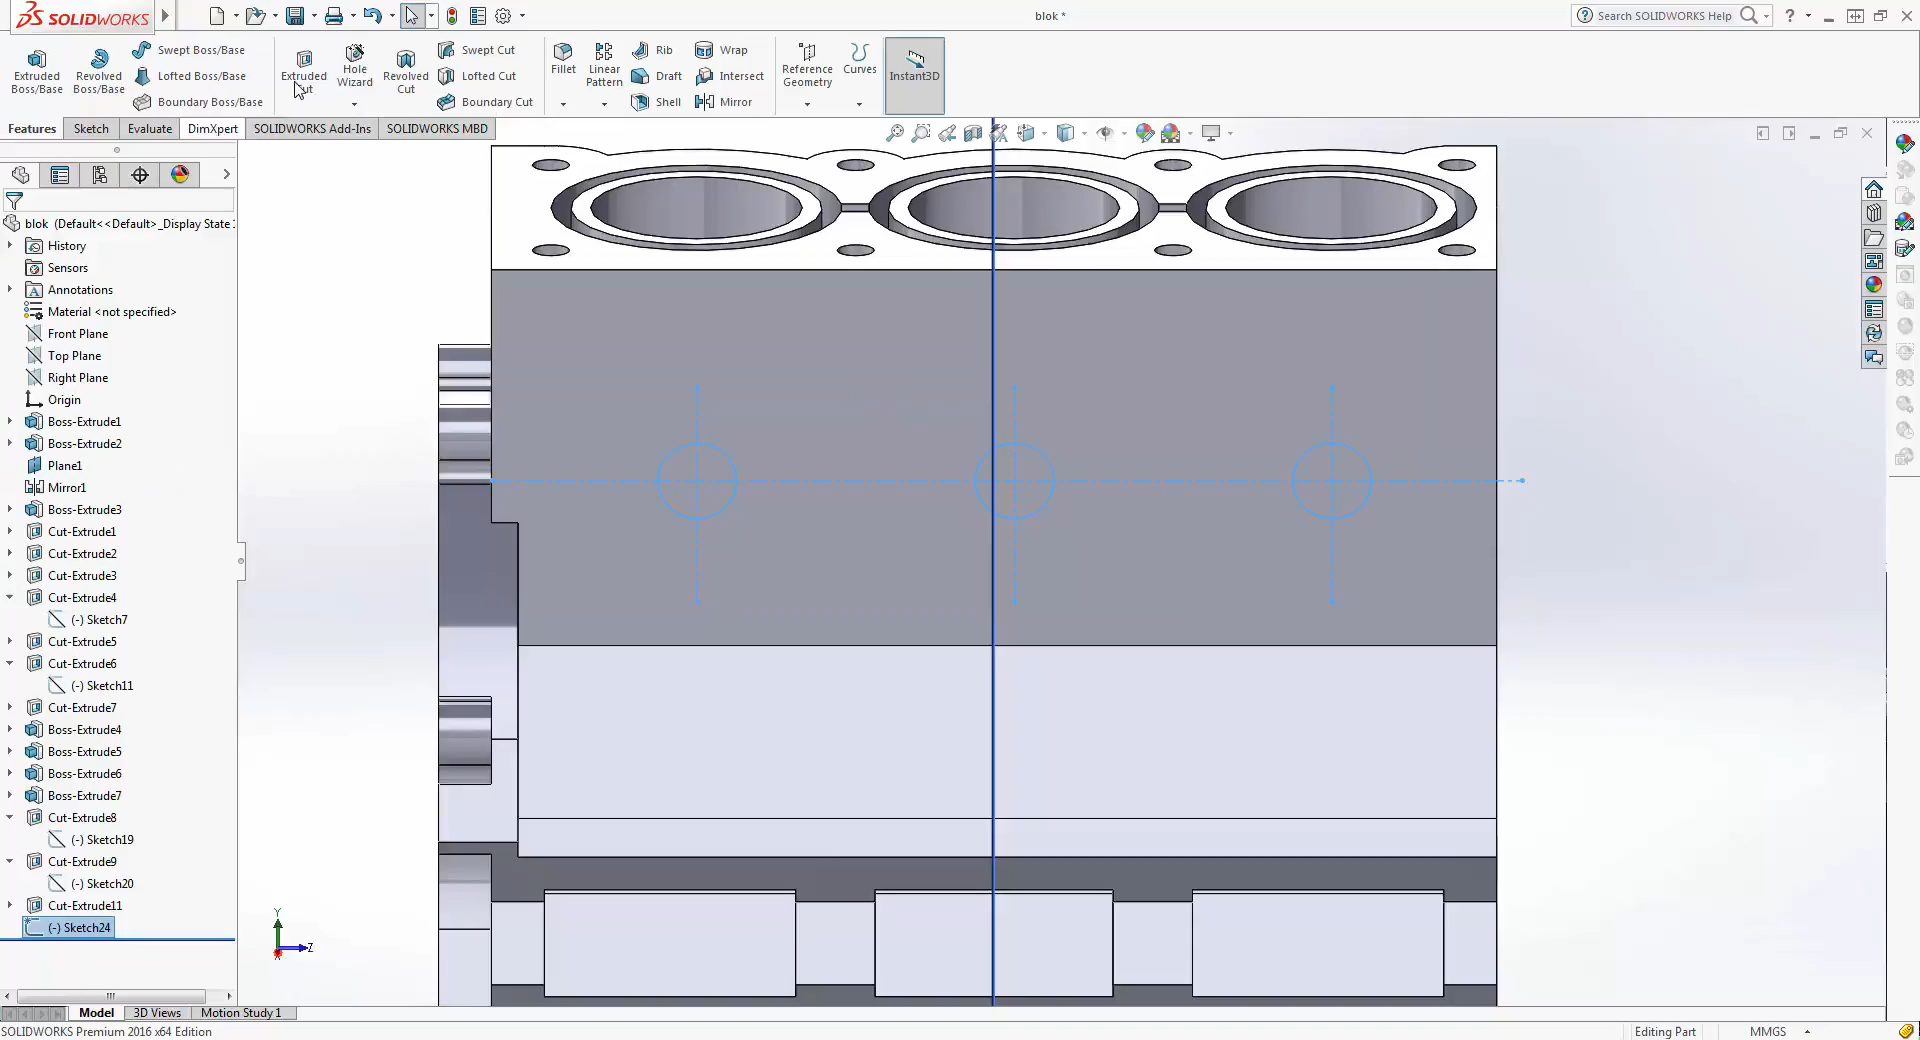 SOLIDWORKS
blok *
Search SOLIDWORKS Help
Extruded Boss/Base
Revolved Boss/Base
Swept Boss/Base
Lofted Boss/Base
Boundary Boss/Base
Extruded Cut
Hole Wizard
Revolved Cut
Swept Cut
Lofted Cut
Boundary Cut
Fillet
Linear Pattern
Rib
Draft
Shell
Wrap
Intersect
Mirror
Reference Geometry
Curves
Instant3D
Features
Sketch
Evaluate
DimXpert
SOLIDWORKS Add-Ins
SOLIDWORKS MBD
blok (Default<<Default>_Display State
History
Sensors
Annotations
Material <not specified>
Front Plane
Top Plane
Right Plane
Origin
Boss-Extrude1
Boss-Extrude2
Plane1
Mirror1
Boss-Extrude3
Cut-Extrude1
Cut-Extrude2
Cut-Extrude3
Cut-Extrude4
(-) Sketch7
Cut-Extrude5
Cut-Extrude6
(-) Sketch11
Cut-Extrude7
Boss-Extrude4
Boss-Extrude5
Boss-Extrude6
Boss-Extrude7
Cut-Extrude8
(-) Sketch19
Cut-Extrude9
(-) Sketch20
Cut-Extrude11
(-) Sketch24
Y
Z
X
Model
3D Views
Motion Study 1
SOLIDWORKS Premium 2016 x64 Edition
Editing Part
MMGS